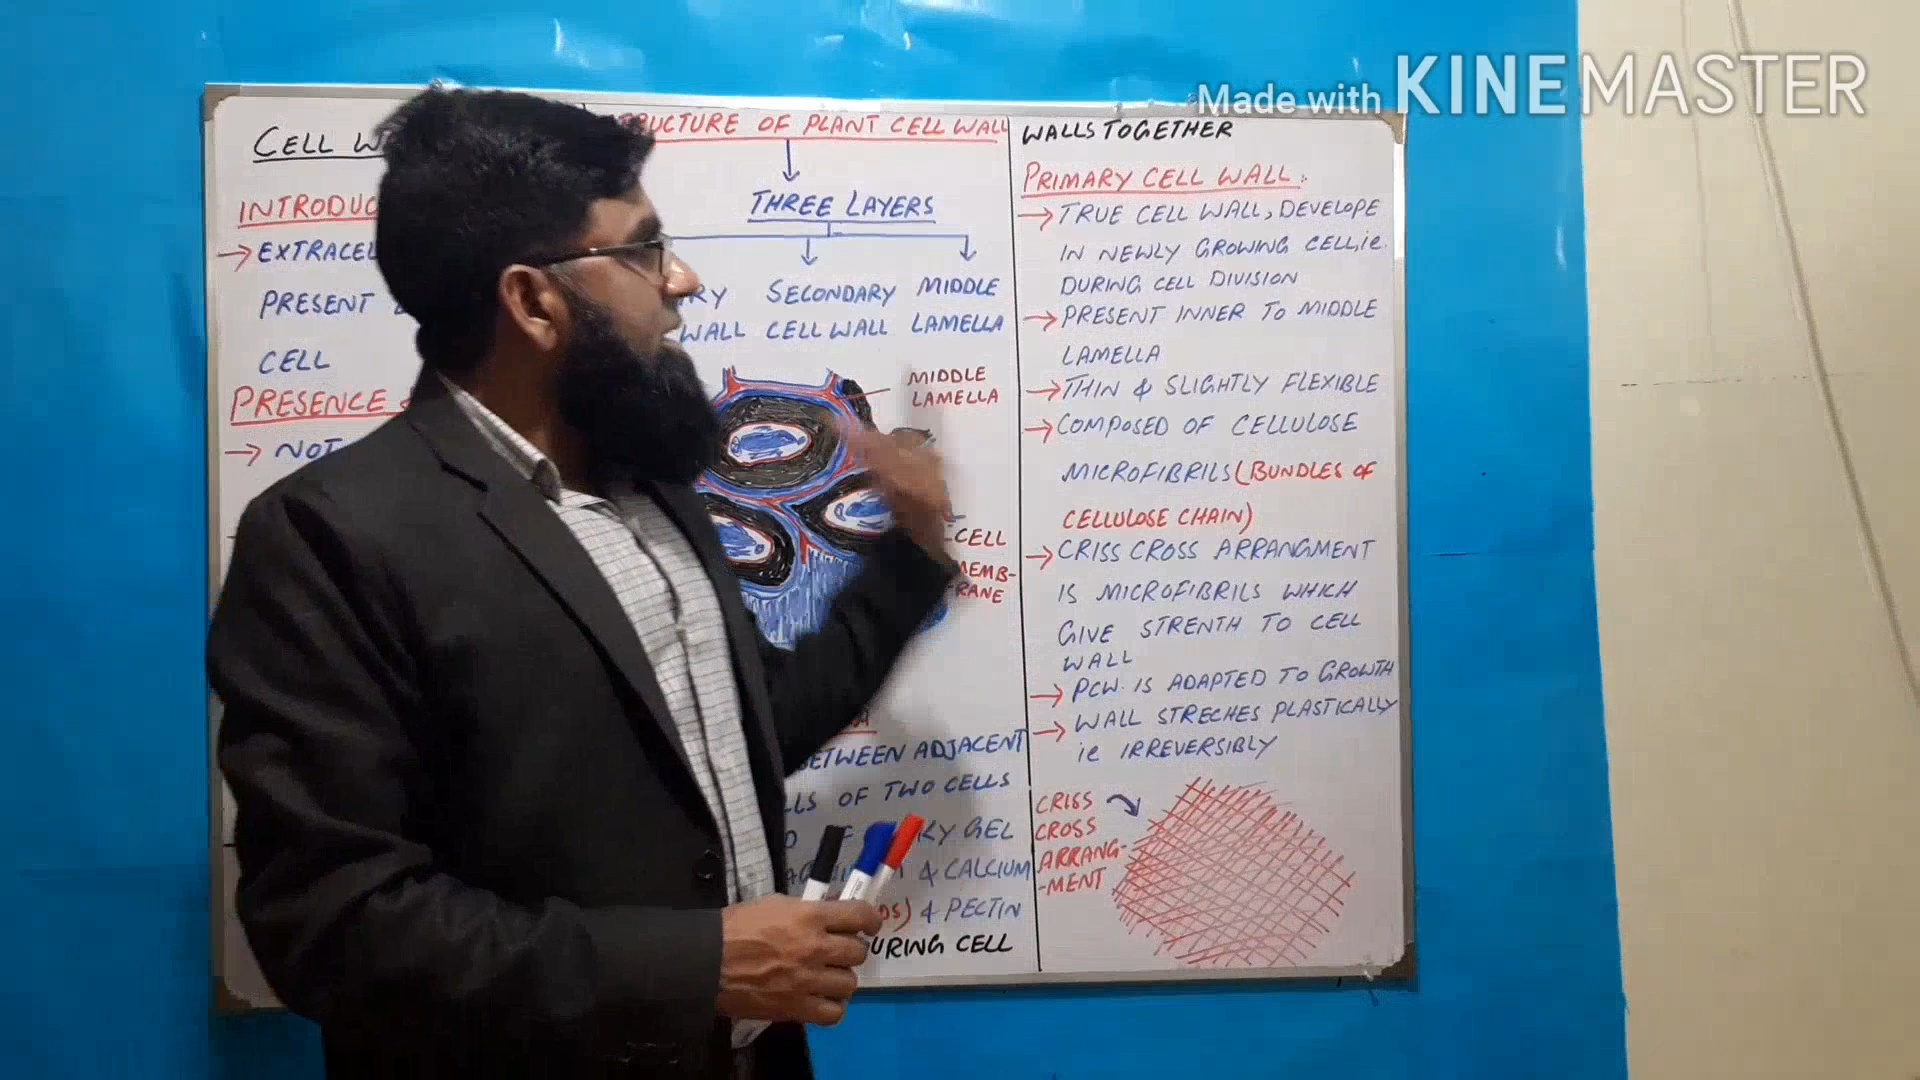 Made with KINEMASTER
CELL W
INTRODUC
EXTRACEL
PRESENT
CELL
PRESENCE
NOT
TRUCTURE OF PLANT CELL WALL
THREE LAYERS
RY SECONDARY MIDDLE
WALL CELL WALL LAMELLA
MIDDLE
LAMELLA
CELL
MEMB-
RANE
BETWEEN ADJACENT
LLS OF TWO CELLS
GEL
& CALCIUM
& PECTIN
URING CELL
WALLS TOGETHER
PRIMARY CELL WALL :
→ TRUE CELL WALL, DEVELOPE
IN NEWLY GROWING CELL, ie.
DURING CELL DIVISION
→ PRESENT INNER TO MIDDLE
LAMELLA
→ THIN & SLIGHTLY FLEXIBLE
→ COMPOSED OF CELLULOSE
MICROFIBRILS (BUNDLES OF
CELLULOSE CHAIN)
→ CRISS CROSS ARRANGMENT
IS MICROFIBRILS WHICH
GIVE STRENTH TO CELL
WALL
→ PCW. IS ADAPTED TO GROWTH
→ WALL STRECHES PLASTICALLY
ie IRREVERSIBLY
CRISS
CROSS
ARRANG-
-MENT